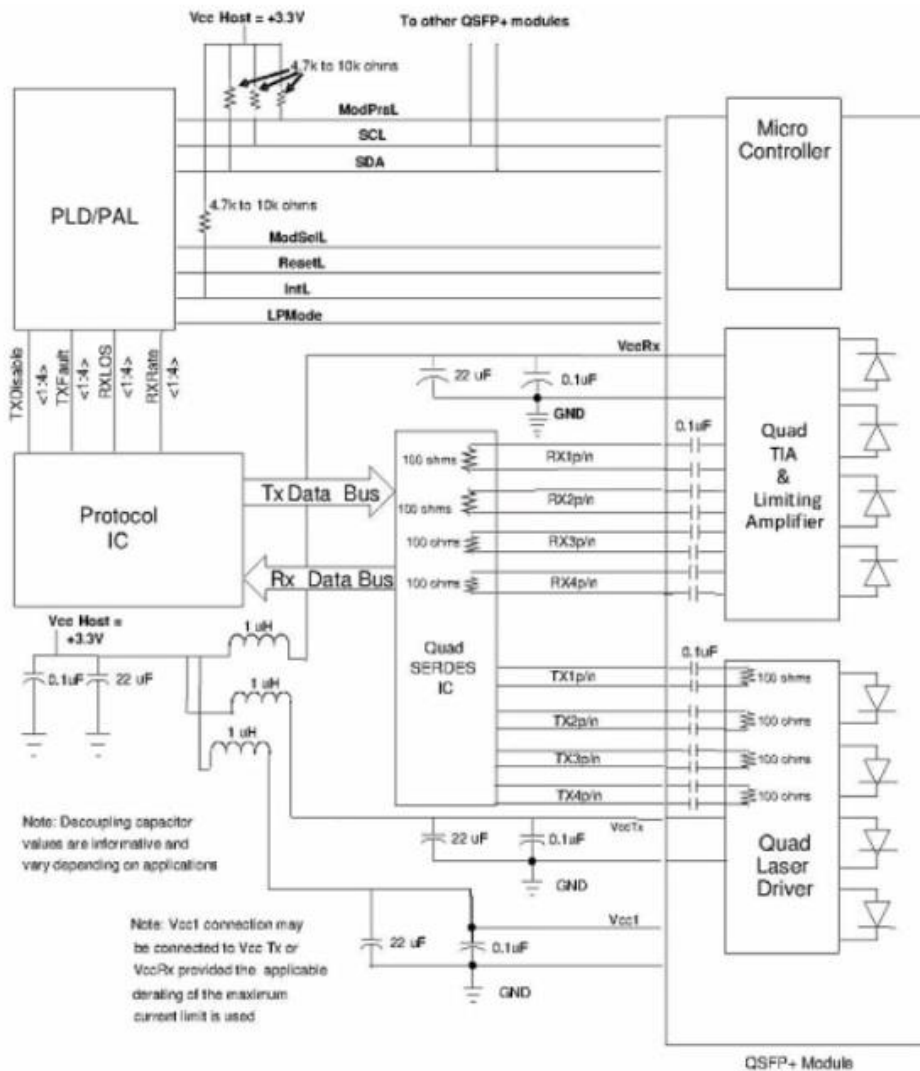 Vcc Host = +3.3V
To other QSFP+ modules
4.7k to 10k ohms
ModPrsL
SCL
SDA
Micro
Controller
PLD/PAL
4.7k to 10k ohms
ModSelL
ResetL
IntL
LPMode
TXDisable
<1:4>
TXFault
<1:4>
RXLOS
<1:4>
RXRate
<1:4>
VccRx
22 uF
0.1uF
GND
0.1uF
Quad
TIA
&
Limiting
Amplifier
100 ohms
RX1p/n
100 ohms
RX2p/n
100 ohms
RX3p/n
100 ohms
RX4p/n
Tx Data Bus
Protocol
IC
Rx Data Bus
Quad
SERDES
IC
Vcc Host =
+3.3V
1 uH
0.1uF
22 uF
1 uH
1 uH
0.1uF
TX1p/n
100 ohms
TX2p/n
100 ohms
TX3p/n
100 ohms
TX4p/n
100 ohms
VccTx
22 uF
0.1uF
GND
Quad
Laser
Driver
Note: Decoupling capacitor
values are informative and
vary depending on applications
Vcc1
22 uF
0.1uF
GND
Note: Vcc1 connection may
be connected to Vcc Tx or
VccRx provided the applicable
derating of the maximum
current limit is used
QSFP+ Module